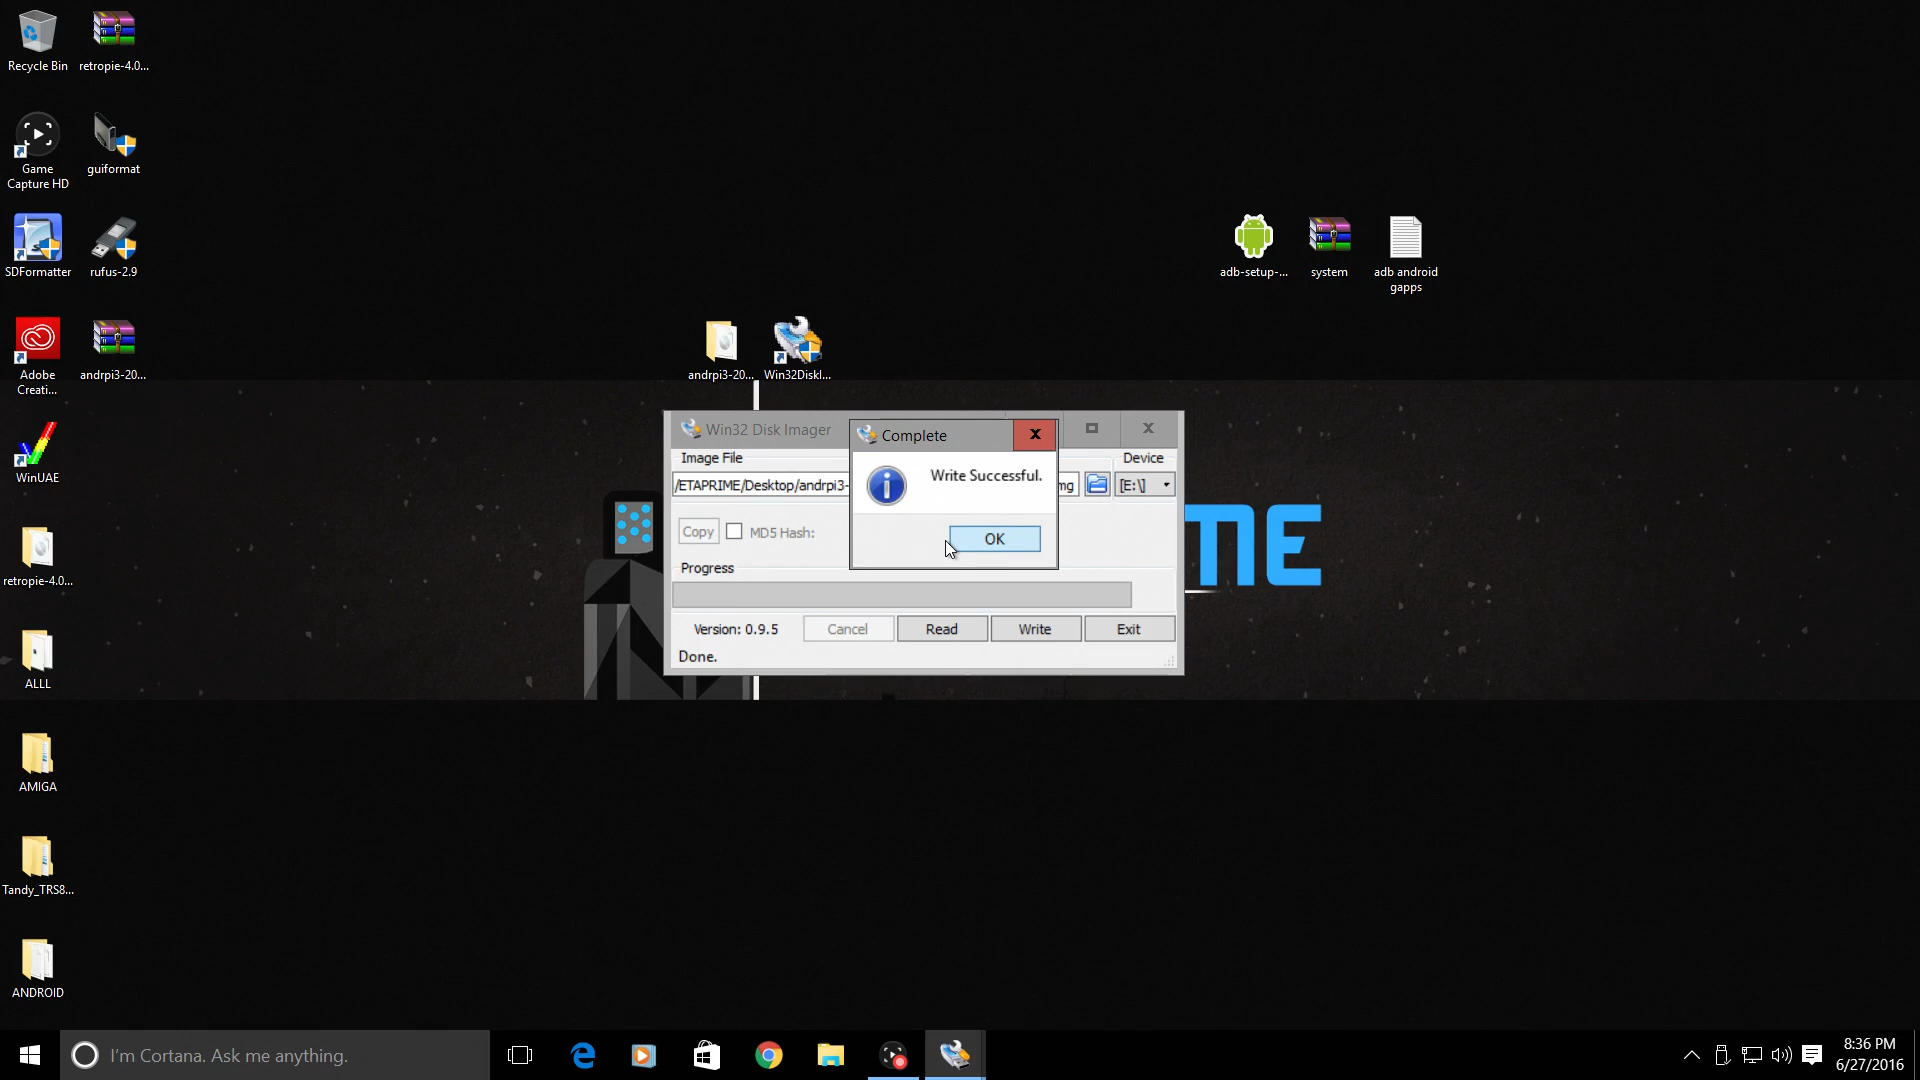 Recycle Bin
retropie-4.0...
Game
Capture HD
guiformat
SDFormatter
rufus-2.9
Adobe
Creati...
andrpi3-20...
WinUAE
retropie-4.0...
ALLL
AMIGA
Tandy_TRS8...
ANDROID
andrpi3-20...
Win32DiskI...
adb-setup-...
system
adb android
gapps
Win32 Disk Imager
Complete
X
Image File
Device
/ETAPRIME/Desktop/andrpi3-
mg
[E:\]
Write Successful.
OK
Copy
MD5 Hash:
Progress
Version: 0.9.5
Cancel
Read
Write
Exit
Done.
ME
I'm Cortana. Ask me anything.
8:36 PM
6/27/2016